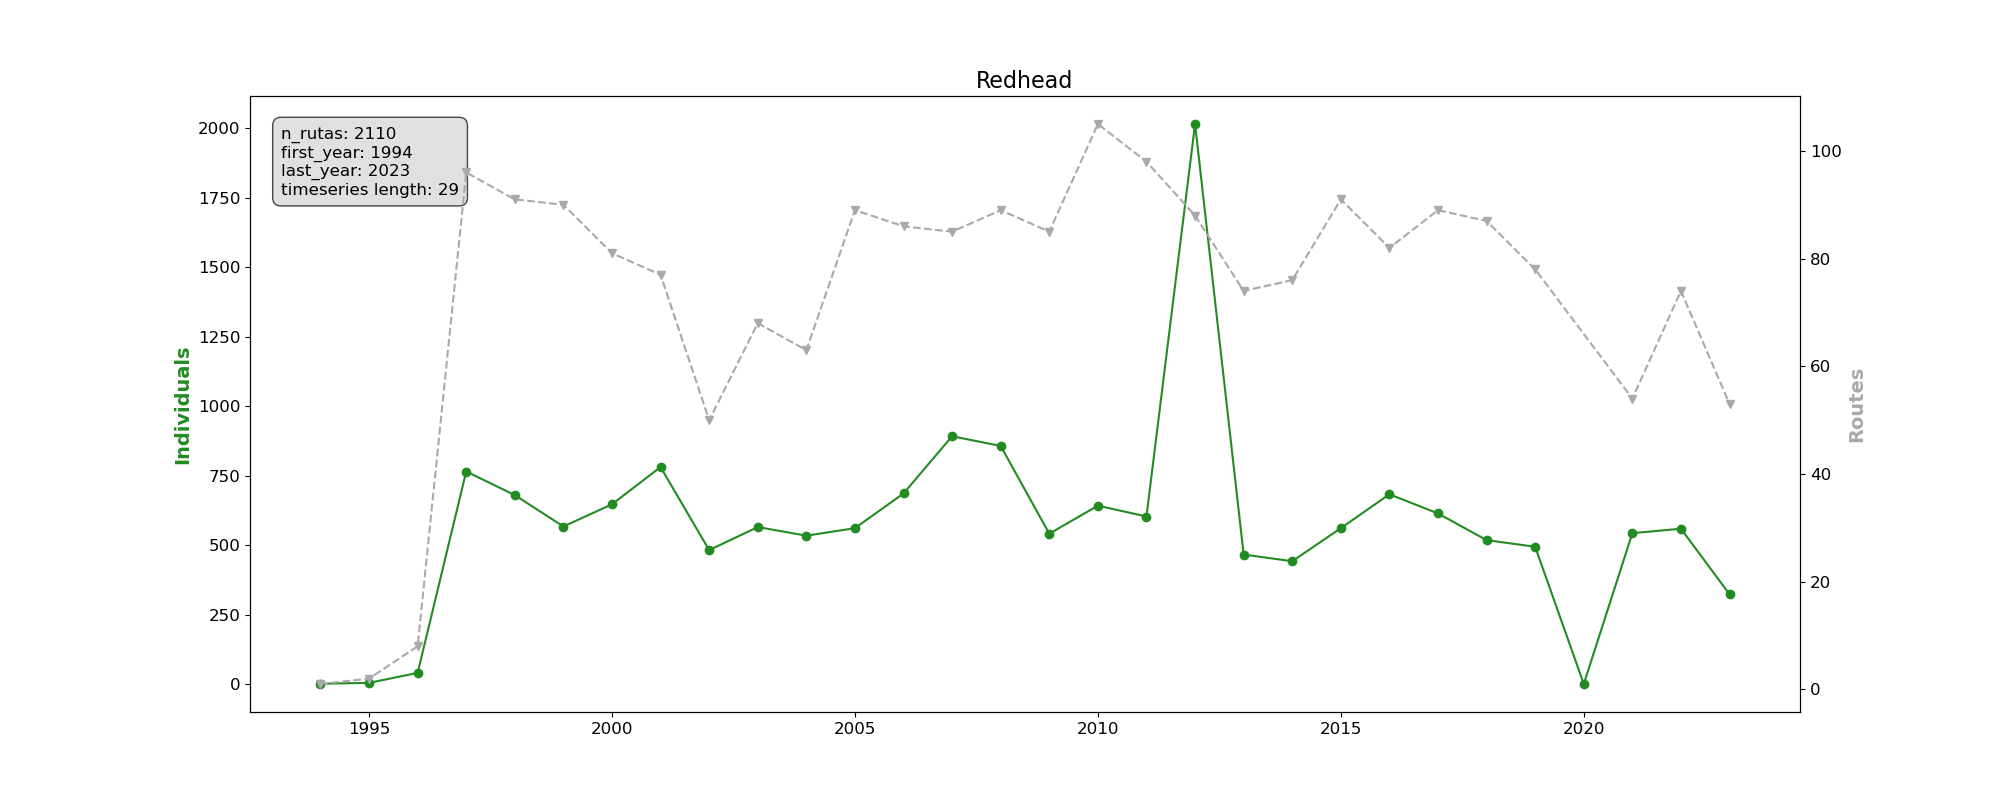 Redhead
n_rutas: 2110
first_year: 1994
last_year: 2023
timeseries length: 29
Individuals
2000
1750
1500
1250
1000
750
500
250
0
100
80
60
40
20
0
Routes
1995 2000 2005 2010 2015 2020